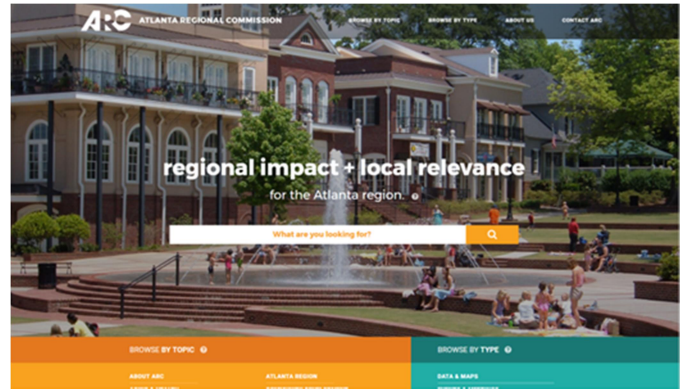 ARC ATLANTA REGIONAL COMMISSION
BROWSE BY TOPIC
BROWSE BY TYPE
ABOUT US
CONTACT ARC
regional impact + local relevance
for the Atlanta region.
What are you looking for?
BROWSE BY TOPIC
BROWSE BY TYPE
ABOUT ARC
ATLANTA REGION
DATA & MAPS